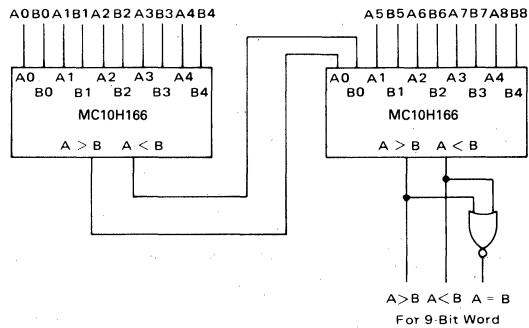 A0B0A1B1A2B2A3B3A4B4
A5B5A6B6A7B7A8B8
A0 A1 A2 A3 A4
B0 B1 B2 B3 B4
MC10H166
A > B A < B
A0 A1 A2 A3 A4
B0 B1 B2 B3 B4
MC10H166
A > B A < B
A>B A<B A = B
For 9-Bit Word